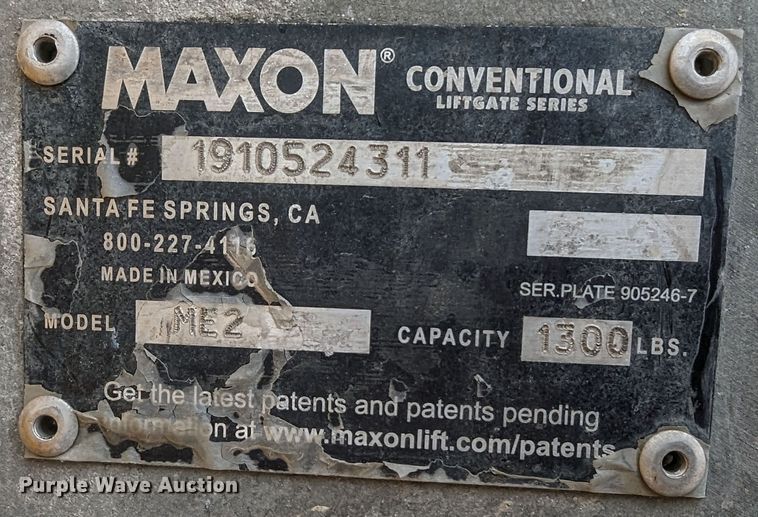 MAXON® CONVENTIONAL
LIFTGATE SERIES
SERIAL # 1910524311
SANTA FE SPRINGS, CA
800-227-4116
MADE IN MEXICO
SER.PLATE 905246-7
MODEL ME2 CAPACITY 1300 LBS.
Get the latest patents and patents pending
information at www.maxonlift.com/patents
Purple Wave Auction